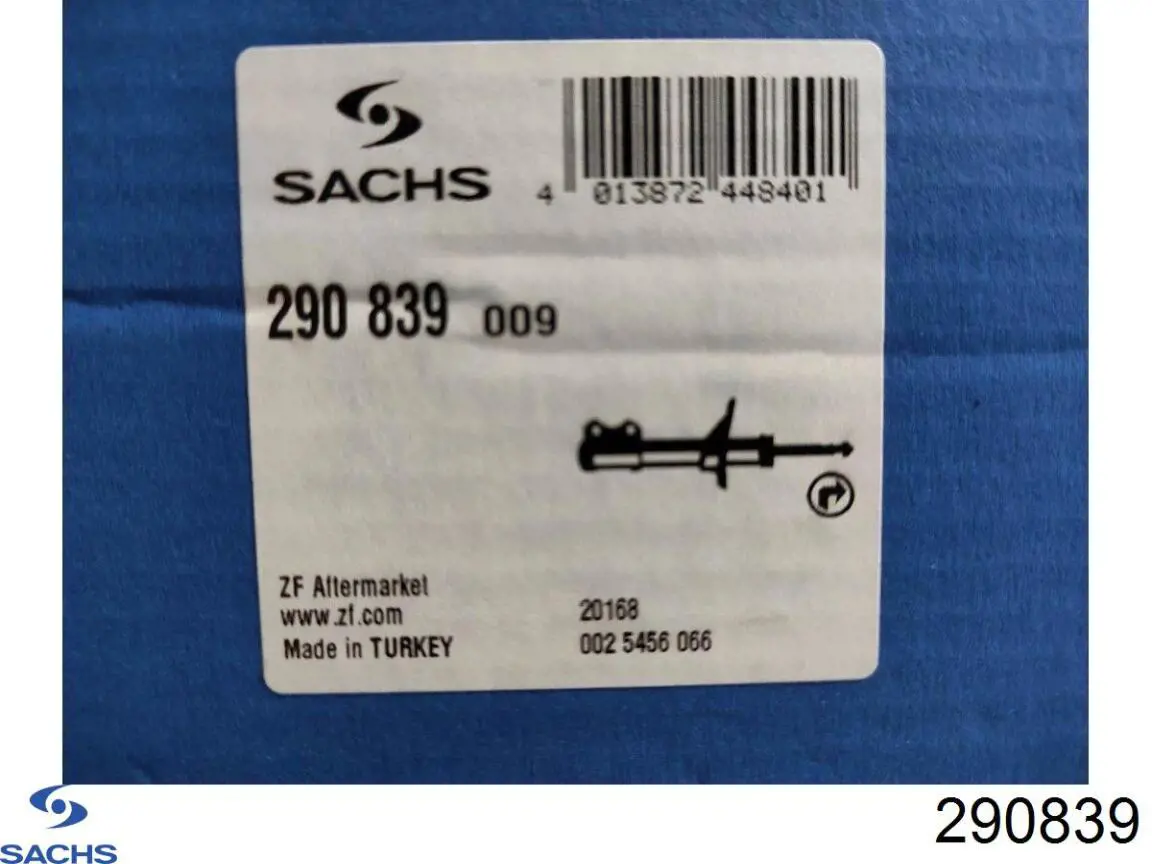 SACHS
4 013872 448401
290 839 009
ZF Aftermarket
www.zf.com
Made in TURKEY
20168
002 5456 066
SACHS
290839